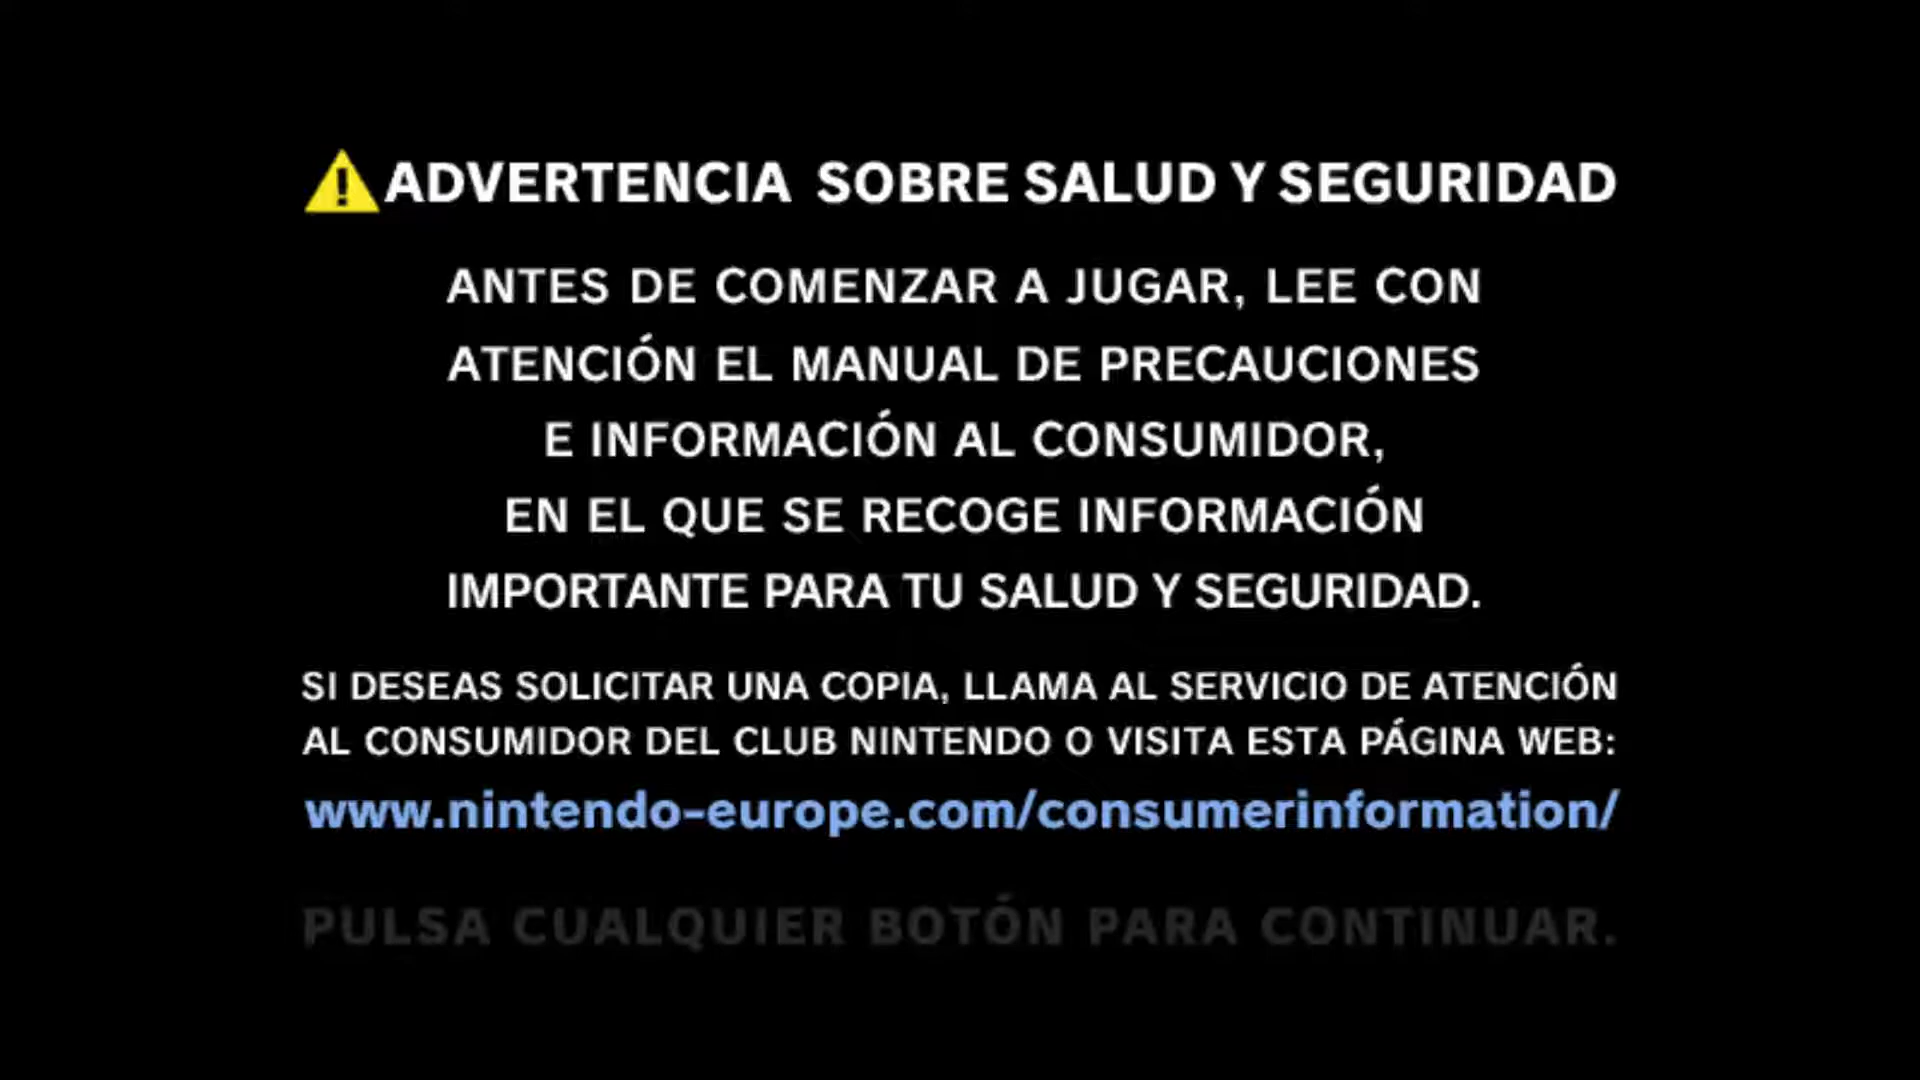 ADVERTENCIA SOBRE SALUD Y SEGURIDAD
ANTES DE COMENZAR A JUGAR, LEE CON
ATENCIÓN EL MANUAL DE PRECAUCIONES
E INFORMACIÓN AL CONSUMIDOR,
EN EL QUE SE RECOGE INFORMACIÓN
IMPORTANTE PARA TU SALUD Y SEGURIDAD.
SI DESEAS SOLICITAR UNA COPIA, LLAMA AL SERVICIO DE ATENCIÓN
AL CONSUMIDOR DEL CLUB NINTENDO O VISITA ESTA PÁGINA WEB:
www.nintendo-europe.com/consumerinformation/
PULSA CUALQUIER BOTÓN PARA CONTINUAR.